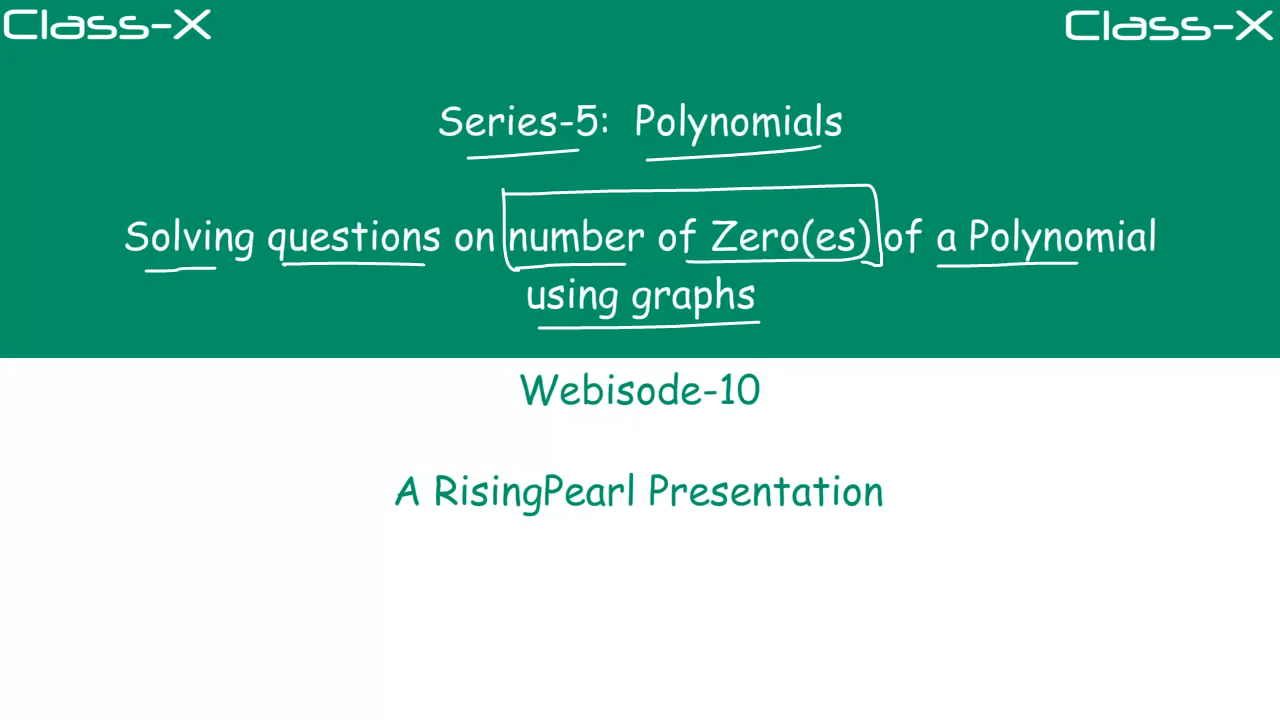 Class-X
Class-X
Series-5: Polynomials
Solving questions on number of Zero(es) of a Polynomial
using graphs
Webisode-10
A RisingPearl Presentation